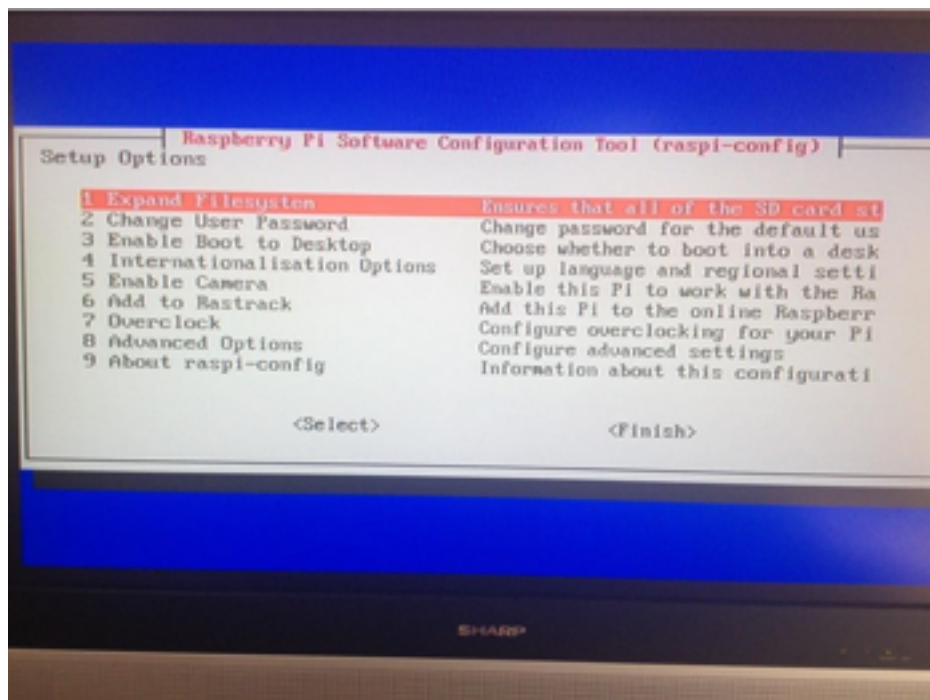 Raspberry Pi Software Configuration Tool (raspi-config)
Setup Options
1 Expand Filesystem Ensures that all of the SD card st
2 Change User Password Change password for the default us
3 Enable Boot to Desktop Choose whether to boot into a desk
4 Internationalisation Options Set up language and regional setti
5 Enable Camera Enable this Pi to work with the Ra
6 Add to Rastrack Add this Pi to the online Raspberr
7 Overclock Configure overclocking for your Pi
8 Advanced Options Configure advanced settings
9 About raspi-config Information about this configurati
<Select> <Finish>
SHARP